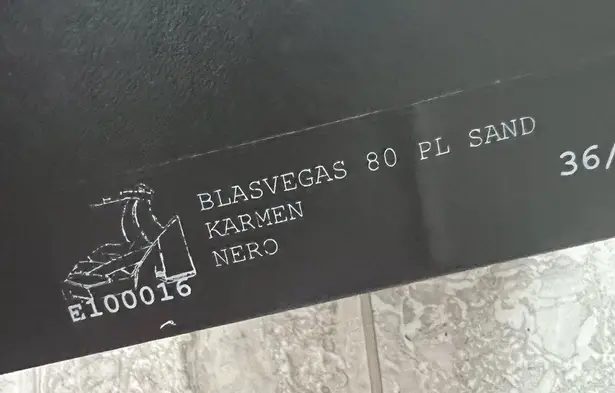 BLASVEGAS 80 PL SAND
KARMEN
NERO
E100016
36/